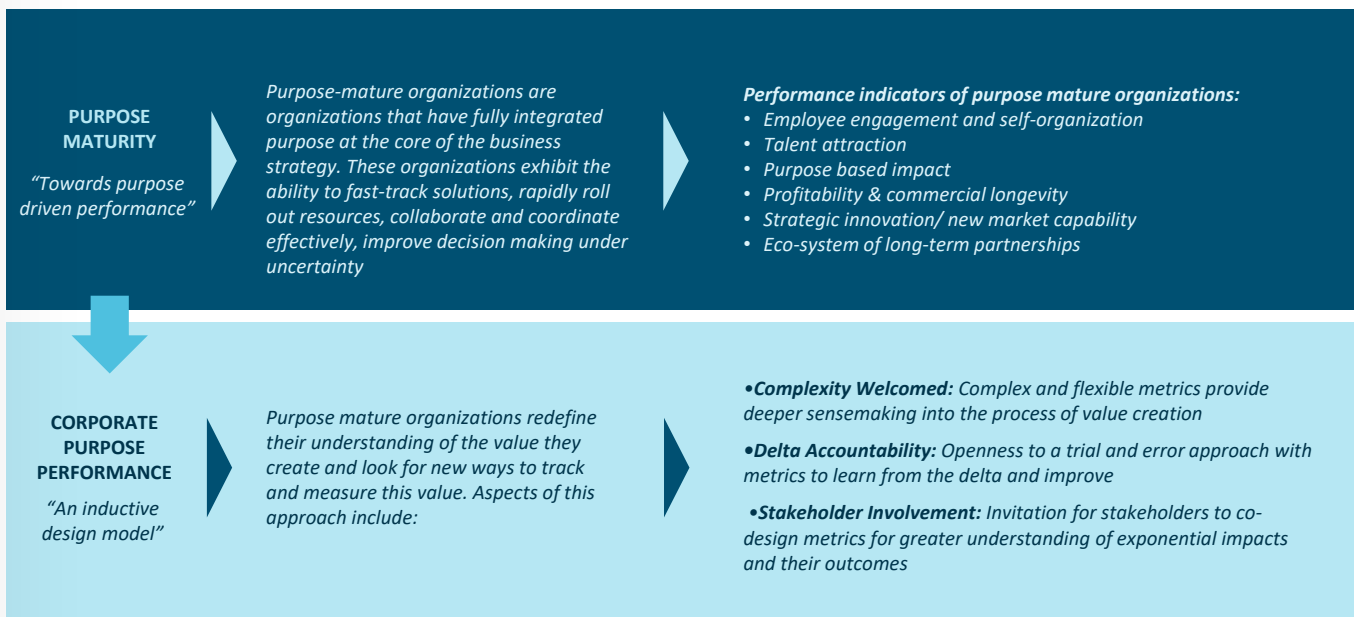 PURPOSE
MATURITY
“Towards purpose
driven performance”
Purpose-mature organizations are
organizations that have fully integrated
purpose at the core of the business
strategy. These organizations exhibit the
ability to fast-track solutions, rapidly roll
out resources, collaborate and coordinate
effectively, improve decision making under
uncertainty
Performance indicators of purpose mature organizations:
• Employee engagement and self-organization
• Talent attraction
• Purpose based impact
• Profitability & commercial longevity
• Strategic innovation/ new market capability
• Eco-system of long-term partnerships
CORPORATE
PURPOSE
PERFORMANCE
“An inductive
design model”
Purpose mature organizations redefine
their understanding of the value they
create and look for new ways to track
and measure this value. Aspects of this
approach include:
•Complexity Welcomed: Complex and flexible metrics provide
deeper sensemaking into the process of value creation
•Delta Accountability: Openness to a trial and error approach with
metrics to learn from the delta and improve
•Stakeholder Involvement: Invitation for stakeholders to co-
design metrics for greater understanding of exponential impacts
and their outcomes